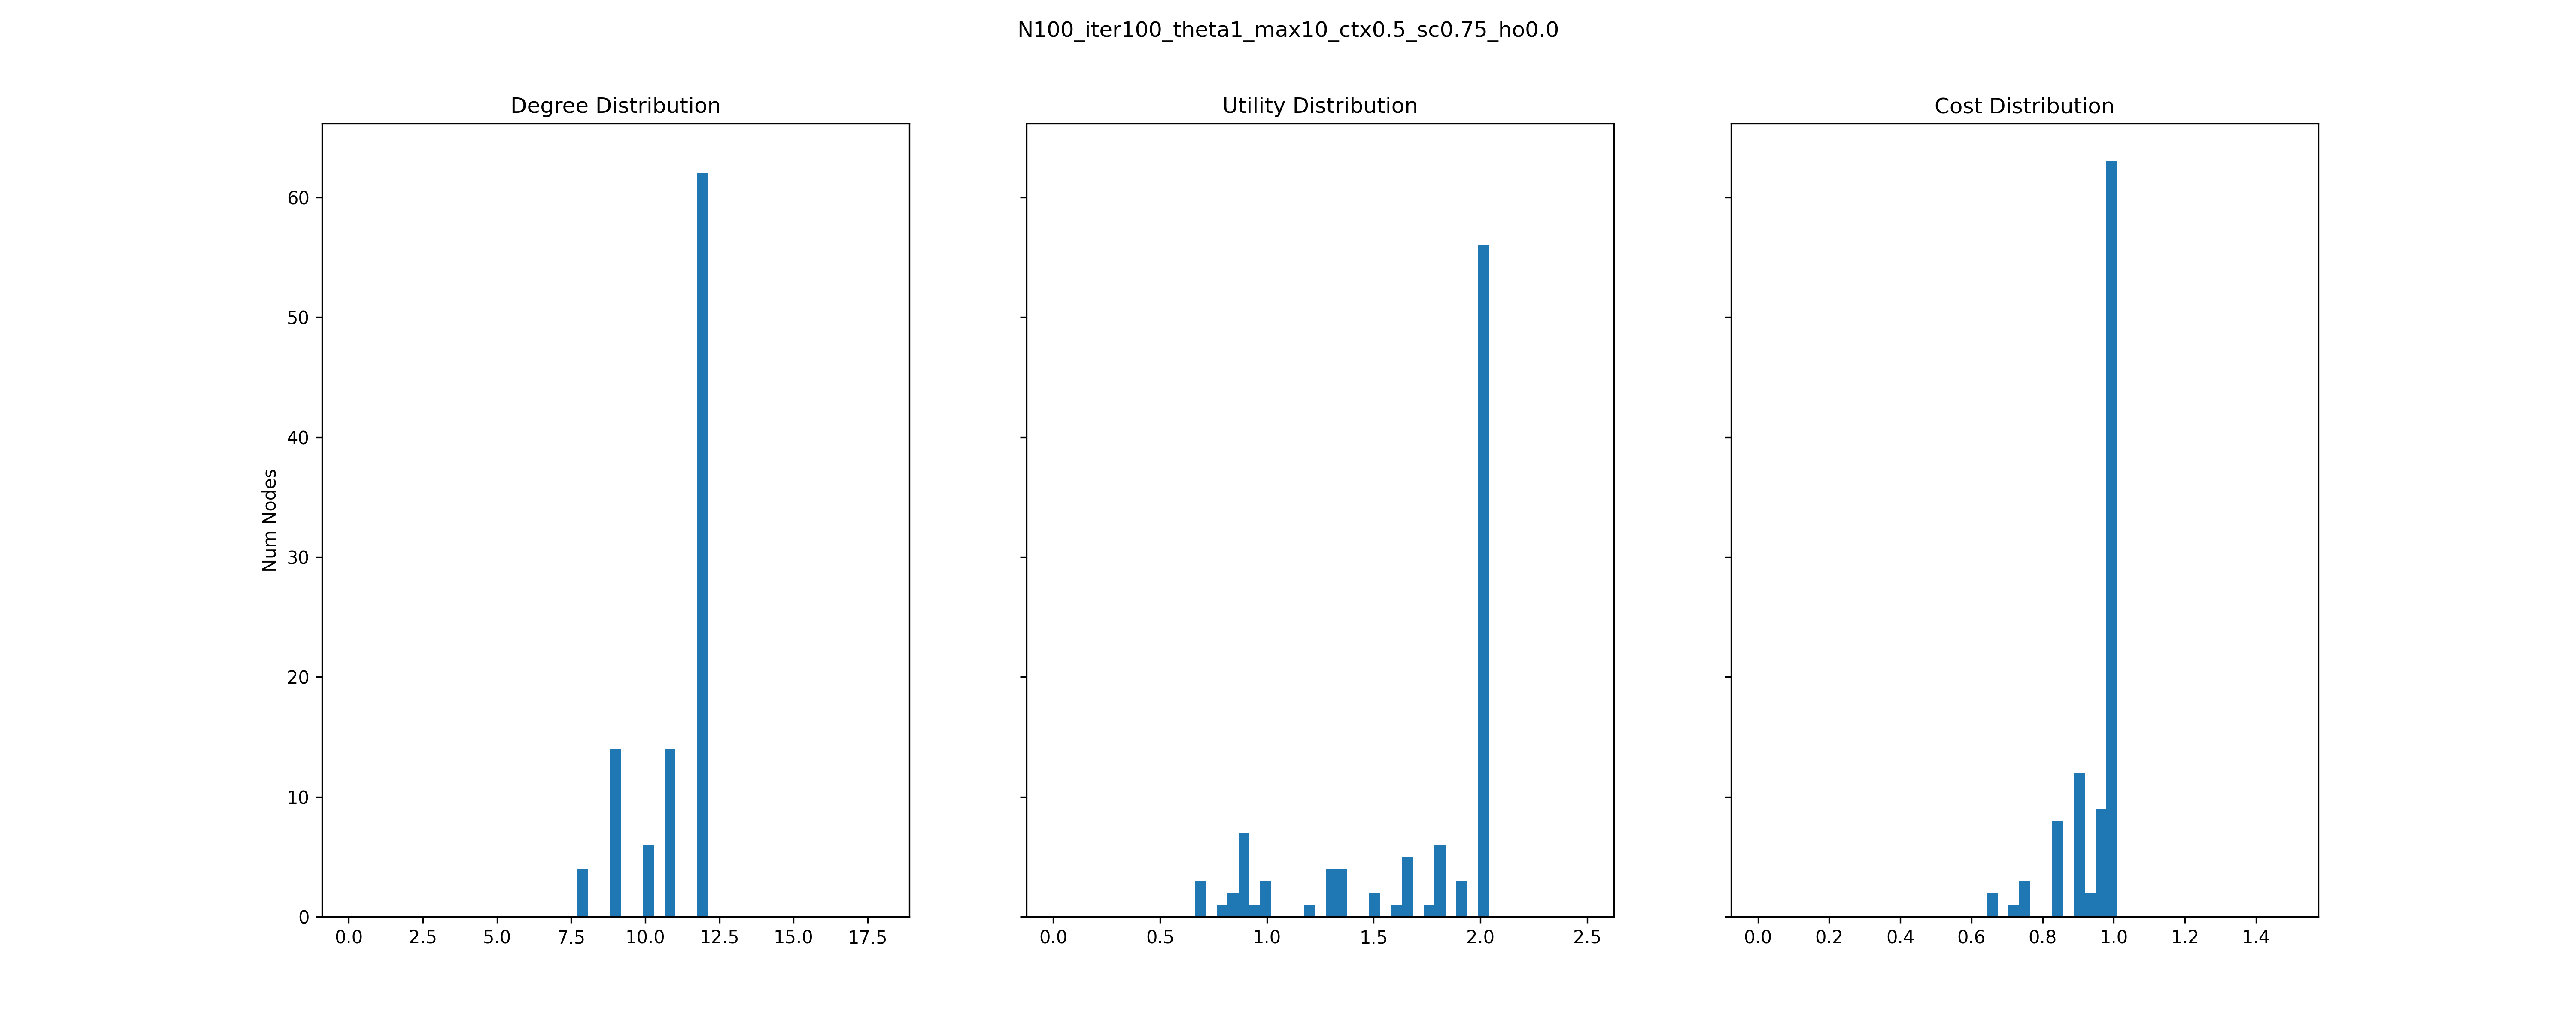 N100_iter100_theta1_max10_ctx0.5_sc0.75_ho0.0
Degree Distribution
Utility Distribution
Cost Distribution
Num Nodes
60
50
40
30
20
10
0
0.0 2.5 5.0 7.5 10.0 12.5 15.0 17.5
0.0 0.5 1.0 1.5 2.0 2.5
0.0 0.2 0.4 0.6 0.8 1.0 1.2 1.4